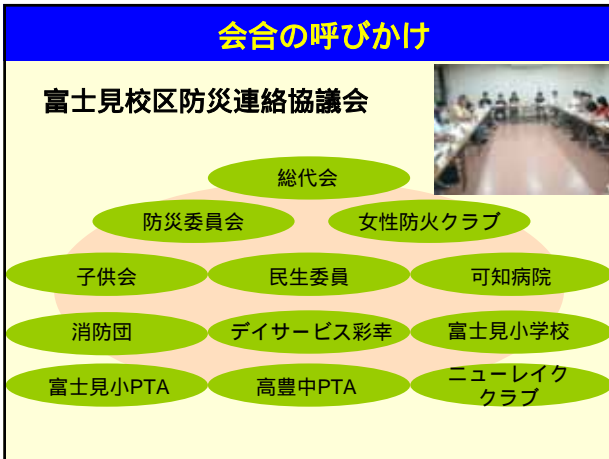 会合の呼びかけ
富士見校区防災連絡協議会
総代会
防災委員会
女性防火クラブ
子供会
民生委員
可知病院
消防団
デイサービス彩幸
富士見小学校
富士見小PTA
高豊中PTA
ニューレイク
クラブ